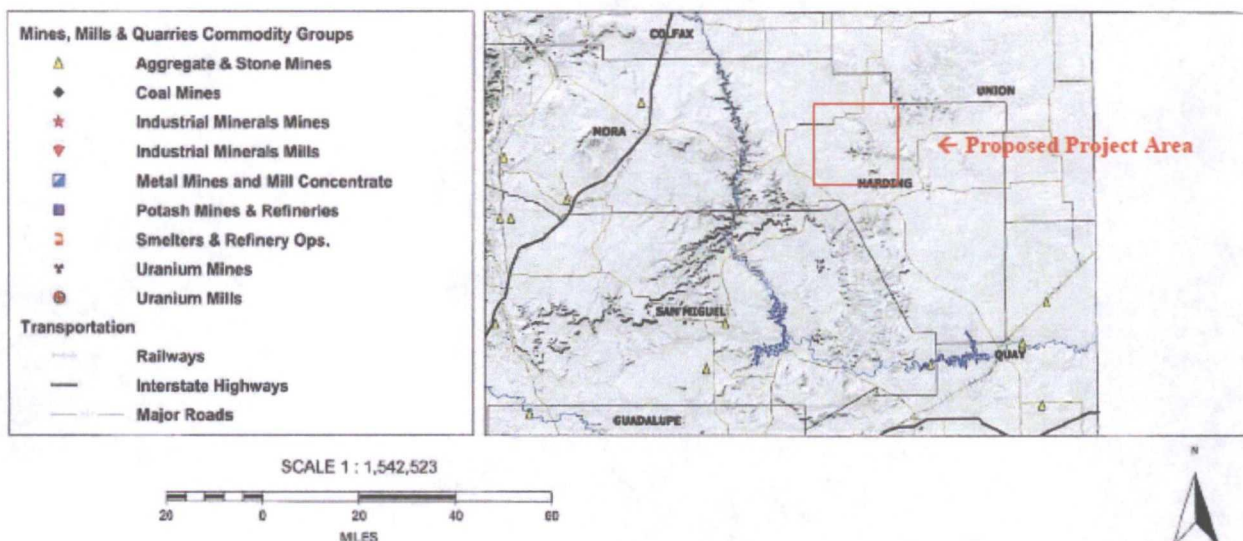 Mines, Mills & Quarries Commodity Groups
Aggregate & Stone Mines
Coal Mines
Industrial Minerals Mines
Industrial Minerals Mills
Metal Mines and Mill Concentrate
Potash Mines & Refineries
Smelters & Refinery Ops.
Uranium Mines
Uranium Mills
Transportation
Railways
Interstate Highways
Major Roads
COLFAX
UNION
MORA
← Proposed Project Area
HARDING
SAN MIGUEL
QUAY
GUADALUPE
SCALE 1 : 1,542,523
20 0 20 40 60
MILES
N